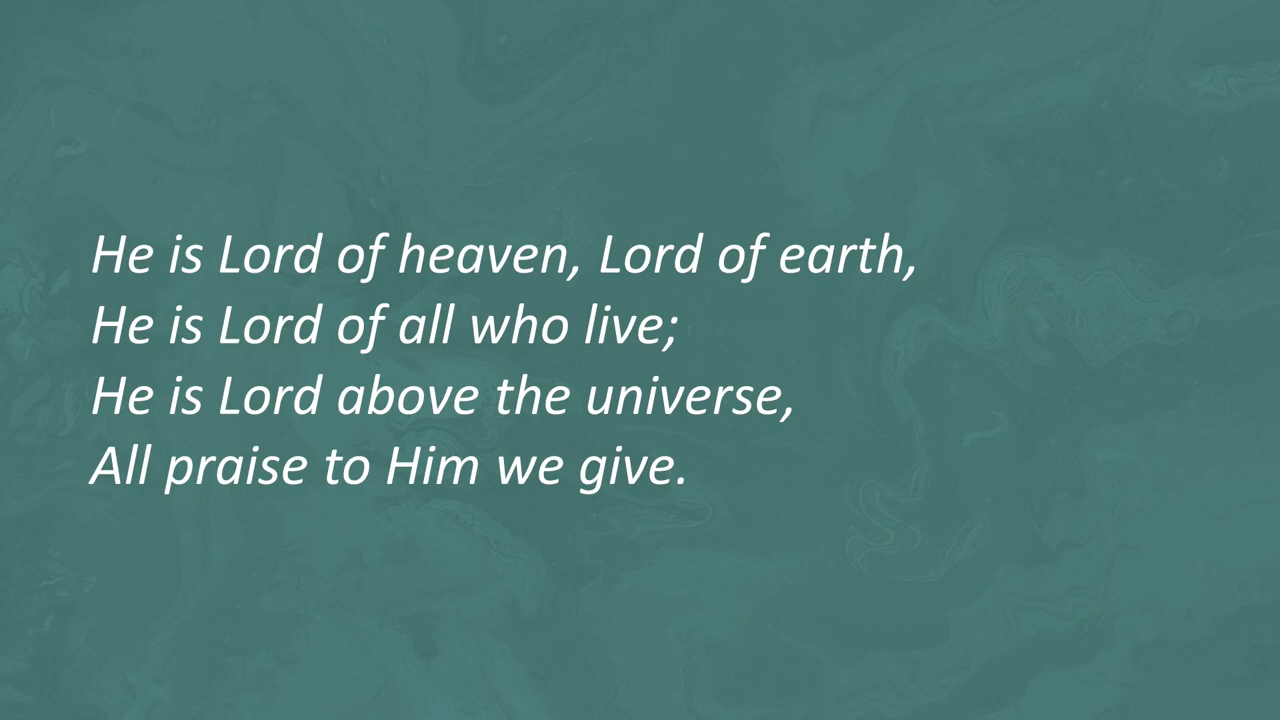 He is Lord of heaven, Lord of earth,
He is Lord of all who live;
He is Lord above the universe,
All praise to Him we give.